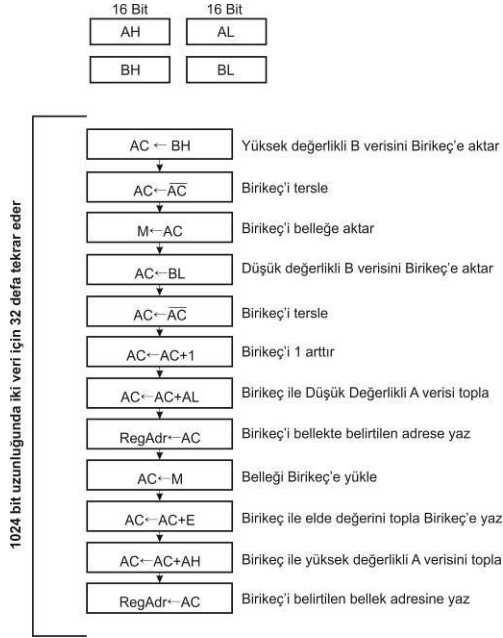 16 Bit 16 Bit
AH AL
BH BL
1024 bit uzunluğunda iki veri için 32 defa tekrar eder
AC ← BH Yüksek değerlikli B verisini Birikeç'e aktar
AC←A̅C̅ Birikeç'i tersle
M←AC Birikeç'i belleğe aktar
AC←BL Düşük değerlikli B verisini Birikeç'e aktar
AC←A̅C̅ Birikeç'i tersle
AC←AC+1 Birikeç'i 1 arttır
AC←AC+AL Birikeç ile Düşük Değerlikli A verisi topla
RegAdr←AC Birikeç'i bellekte belirtilen adrese yaz
AC←M Belleği Birikeç'e yükle
AC←AC+E Birikeç ile elde değerini topla Birikeç'e yaz
AC←AC+AH Birikeç ile yüksek değerlikli A verisini topla
RegAdr←AC Birikeç'i belirtilen bellek adresine yaz